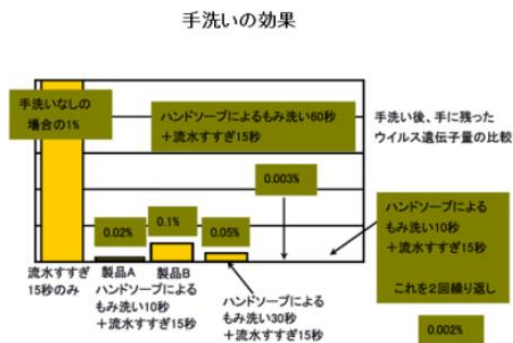 手洗いの効果
手洗いなしの
場合の1%
ハンドソープによるもみ洗い60秒
＋流水すすぎ15秒
手洗い後、手に残った
ウイルス遺伝子量の比較
0.003%
0.02%
0.1%
0.05%
ハンドソープによる
もみ洗い10秒
＋流水すすぎ15秒
これを2回繰り返し
0.002%
流水すすぎ
15秒のみ
製品A
製品B
ハンドソープによる
もみ洗い10秒
＋流水すすぎ15秒
ハンドソープによる
もみ洗い30秒
＋流水すすぎ15秒